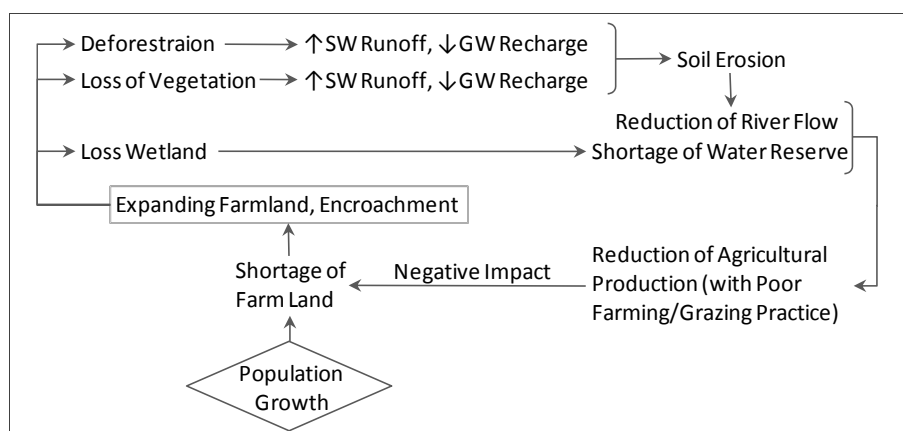 Deforestraion
↑SW Runoff, ↓GW Recharge
Loss of Vegetation
↑SW Runoff, ↓GW Recharge
Soil Erosion
Reduction of River Flow
Loss Wetland
Shortage of Water Reserve
Expanding Farmland, Encroachment
Shortage of
Farm Land
Negative Impact
Reduction of Agricultural
Production (with Poor
Farming/Grazing Practice)
Population
Growth